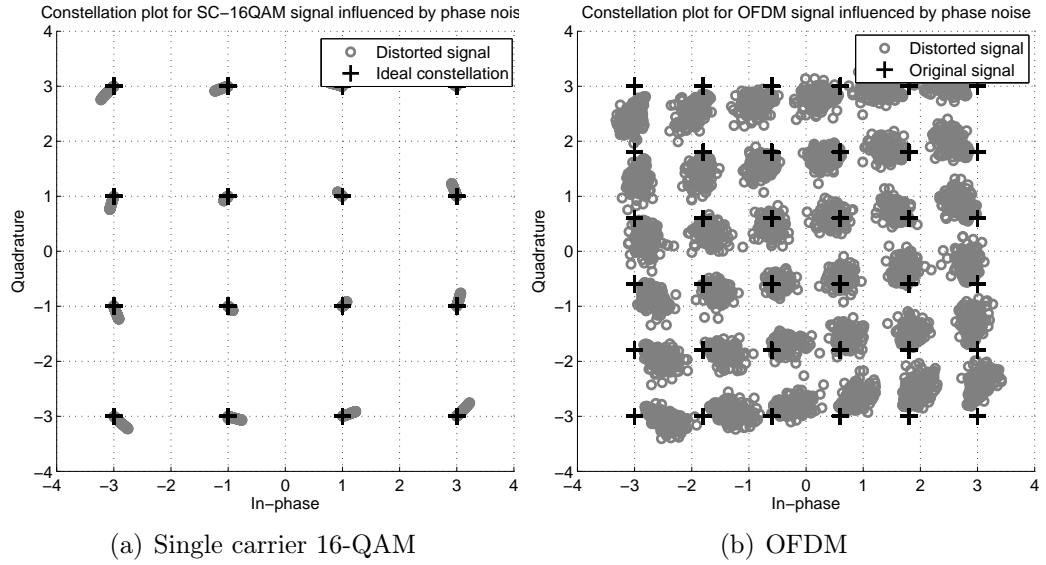 Constellation plot for SC−16QAM signal influenced by phase nois
4
3
2
1
0
−1
−2
−3
−4
Quadrature
Distorted signal
Ideal constellation
−4 −3 −2 −1 0 1 2 3 4
In−phase
(a) Single carrier 16-QAM
Constellation plot for OFDM signal influenced by phase noise
4
3
2
1
0
−1
−2
−3
−4
Quadrature
Distorted signal
Original signal
−4 −3 −2 −1 0 1 2 3 4
In−phase
(b) OFDM